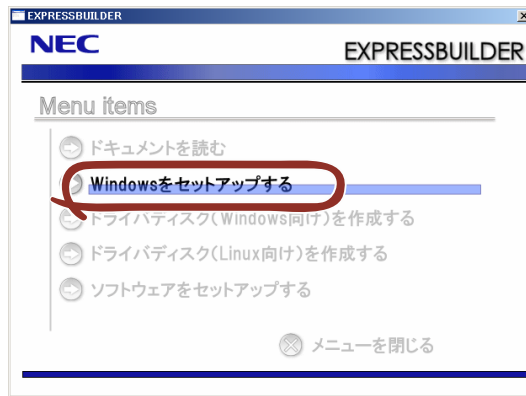 EXPRESSBUILDER
NEC
EXPRESSBUILDER
Menu items
ドキュメントを読む
Windowsをセットアップする
ドライバディスク(Windows向け)を作成する
ドライバディスク(Linux向け)を作成する
ソフトウェアをセットアップする
メニューを閉じる